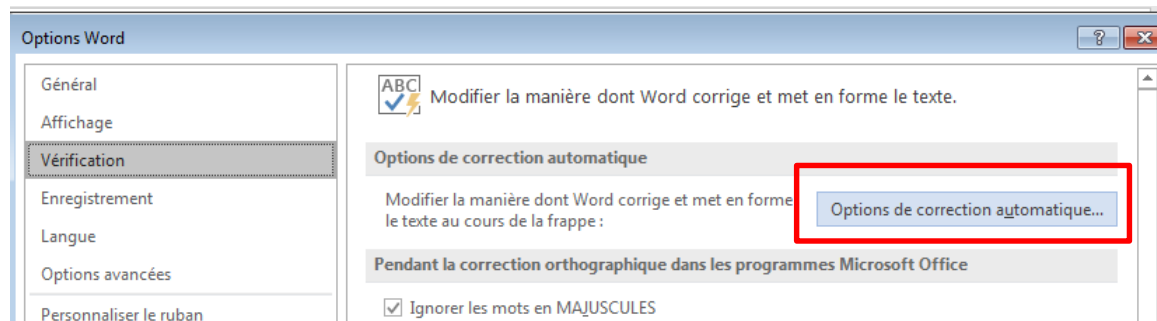 Options Word
?
Général
Affichage
Vérification
Enregistrement
Langue
Options avancées
Personnaliser le ruban
ABC
Modifier la manière dont Word corrige et met en forme le texte.
Options de correction automatique
Modifier la manière dont Word corrige et met en forme
le texte au cours de la frappe :
Options de correction automatique...
Pendant la correction orthographique dans les programmes Microsoft Office
Ignorer les mots en MAJUSCULES